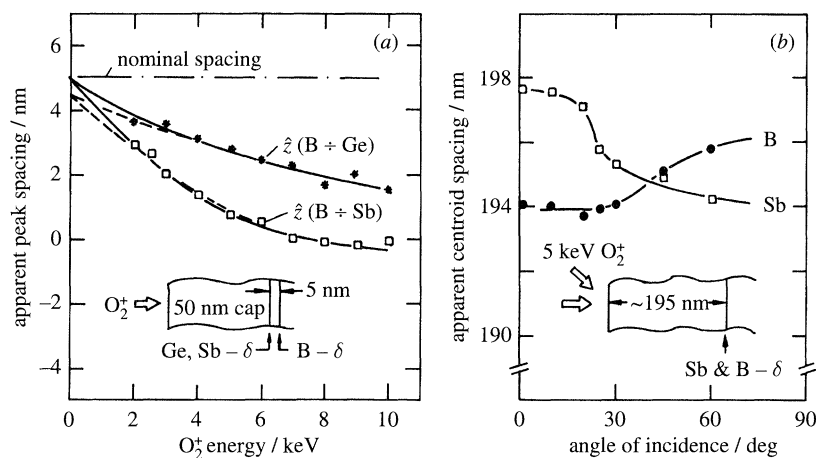 (a)
6
4
2
0
−2
−4
apparent peak spacing / nm
nominal spacing
ẑ (B ÷ Ge)
ẑ (B ÷ Sb)
O₂⁺
50 nm cap
5 nm
Ge, Sb – δ
B – δ
0 2 4 6 8 10
O₂⁺ energy / keV
(b)
198
194
190
apparent centroid spacing / nm
B
Sb
5 keV O₂⁺
~195 nm
Sb & B – δ
0 30 60 90
angle of incidence / deg